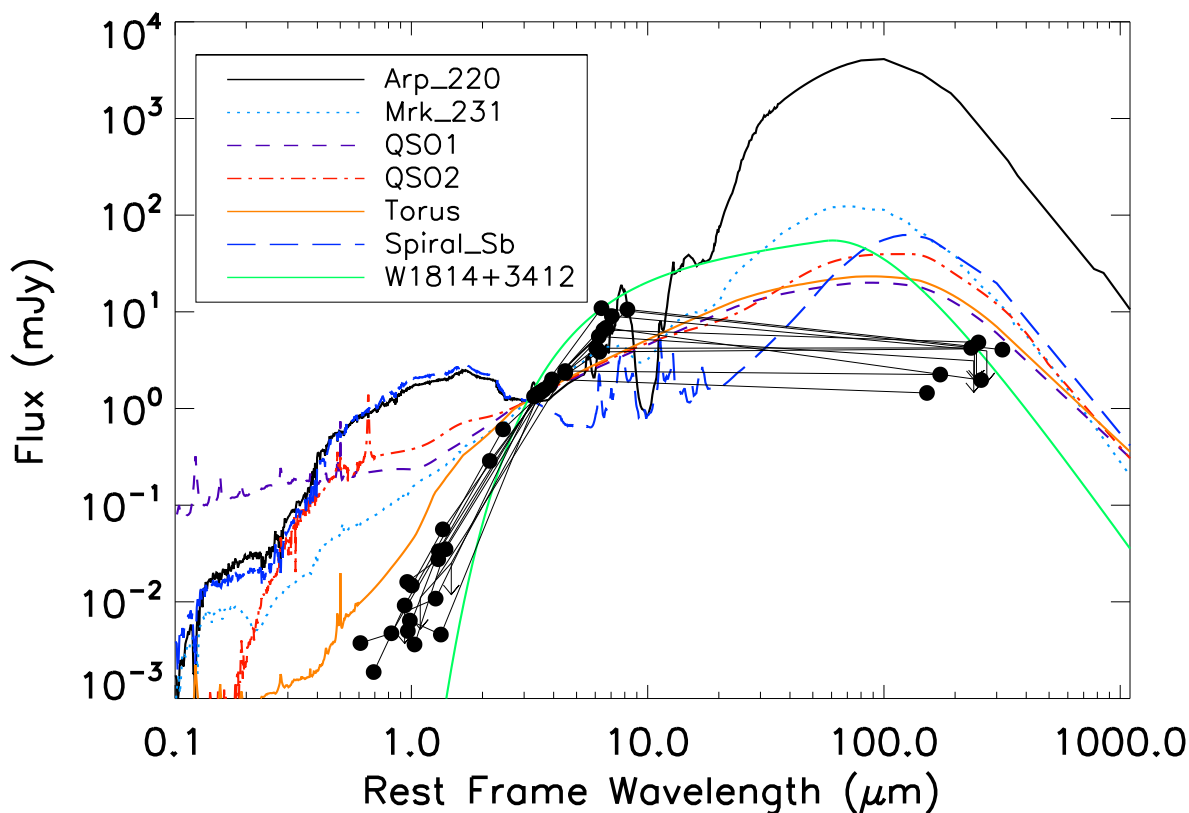 10⁴
10³
10²
10¹
10⁰
10⁻¹
10⁻²
10⁻³
Flux (mJy)
Arp_220
Mrk_231
QSO1
QSO2
Torus
Spiral_Sb
W1814+3412
0.1 1.0 10.0 100.0 1000.0
Rest Frame Wavelength (μm)